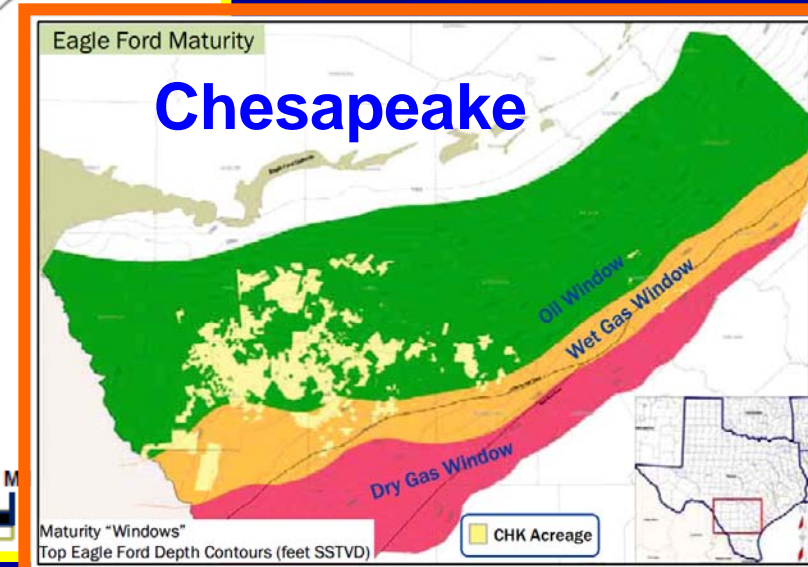 Eagle Ford Maturity
Chesapeake
Oil Window
Wet Gas Window
Dry Gas Window
M
Maturity "Windows"
Top Eagle Ford Depth Contours (feet SSTVD)
CHK Acreage